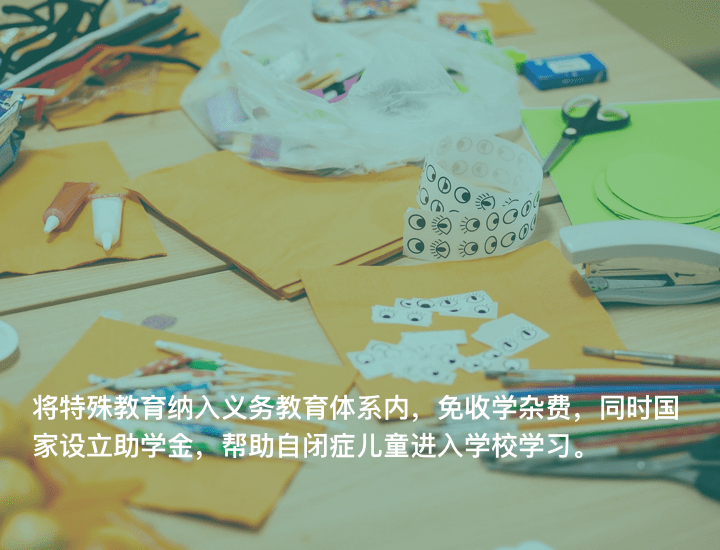 将特殊教育纳入义务教育体系内，免收学杂费，同时国
家设立助学金，帮助自闭症儿童进入学校学习。